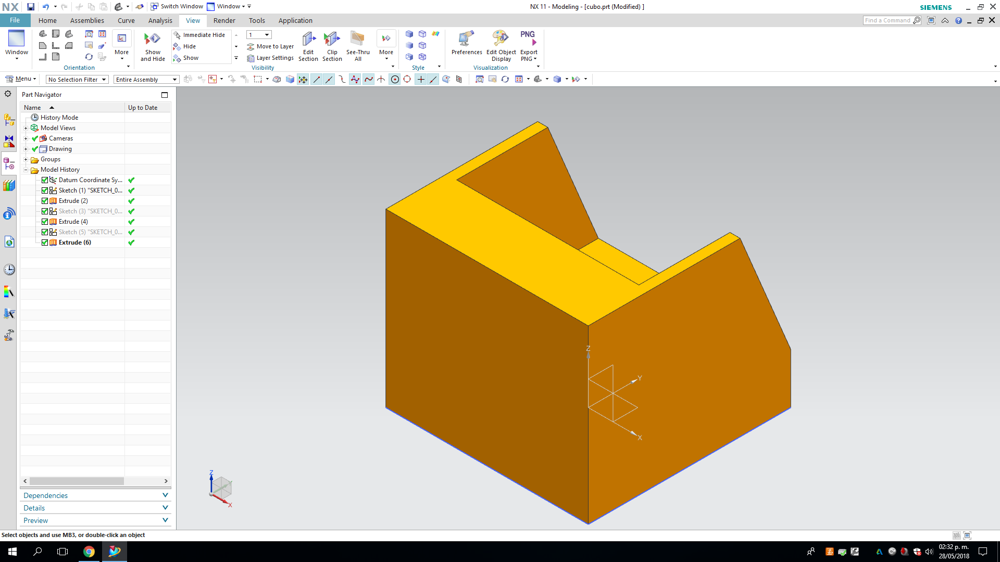 NX Switch Window Window NX 11 - Modeling - [cubo.prt (Modified) ] SIEMENS
File Home Assemblies Curve Analysis View Render Tools Application Find a Command
Window More Show and Hide Immediate Hide Hide Show 1 Move to Layer Layer Settings Edit Section Clip Section See-Thru All More Preferences Edit Object Display PNG Export PNG
Orientation Visibility Style Visualization
Menu No Selection Filter Entire Assembly
Part Navigator
Name Up to Date
History Mode
Model Views
Cameras
Drawing
Groups
Model History
Datum Coordinate Sy...
Sketch (1) "SKETCH_0...
Extrude (2)
Sketch (3) "SKETCH_0...
Extrude (4)
Sketch (5) "SKETCH_0...
Extrude (6)
Z
Y
X
Z
X
Dependencies
Details
Preview
Select objects and use MB3, or double-click an object
02:32 p. m.
28/05/2018